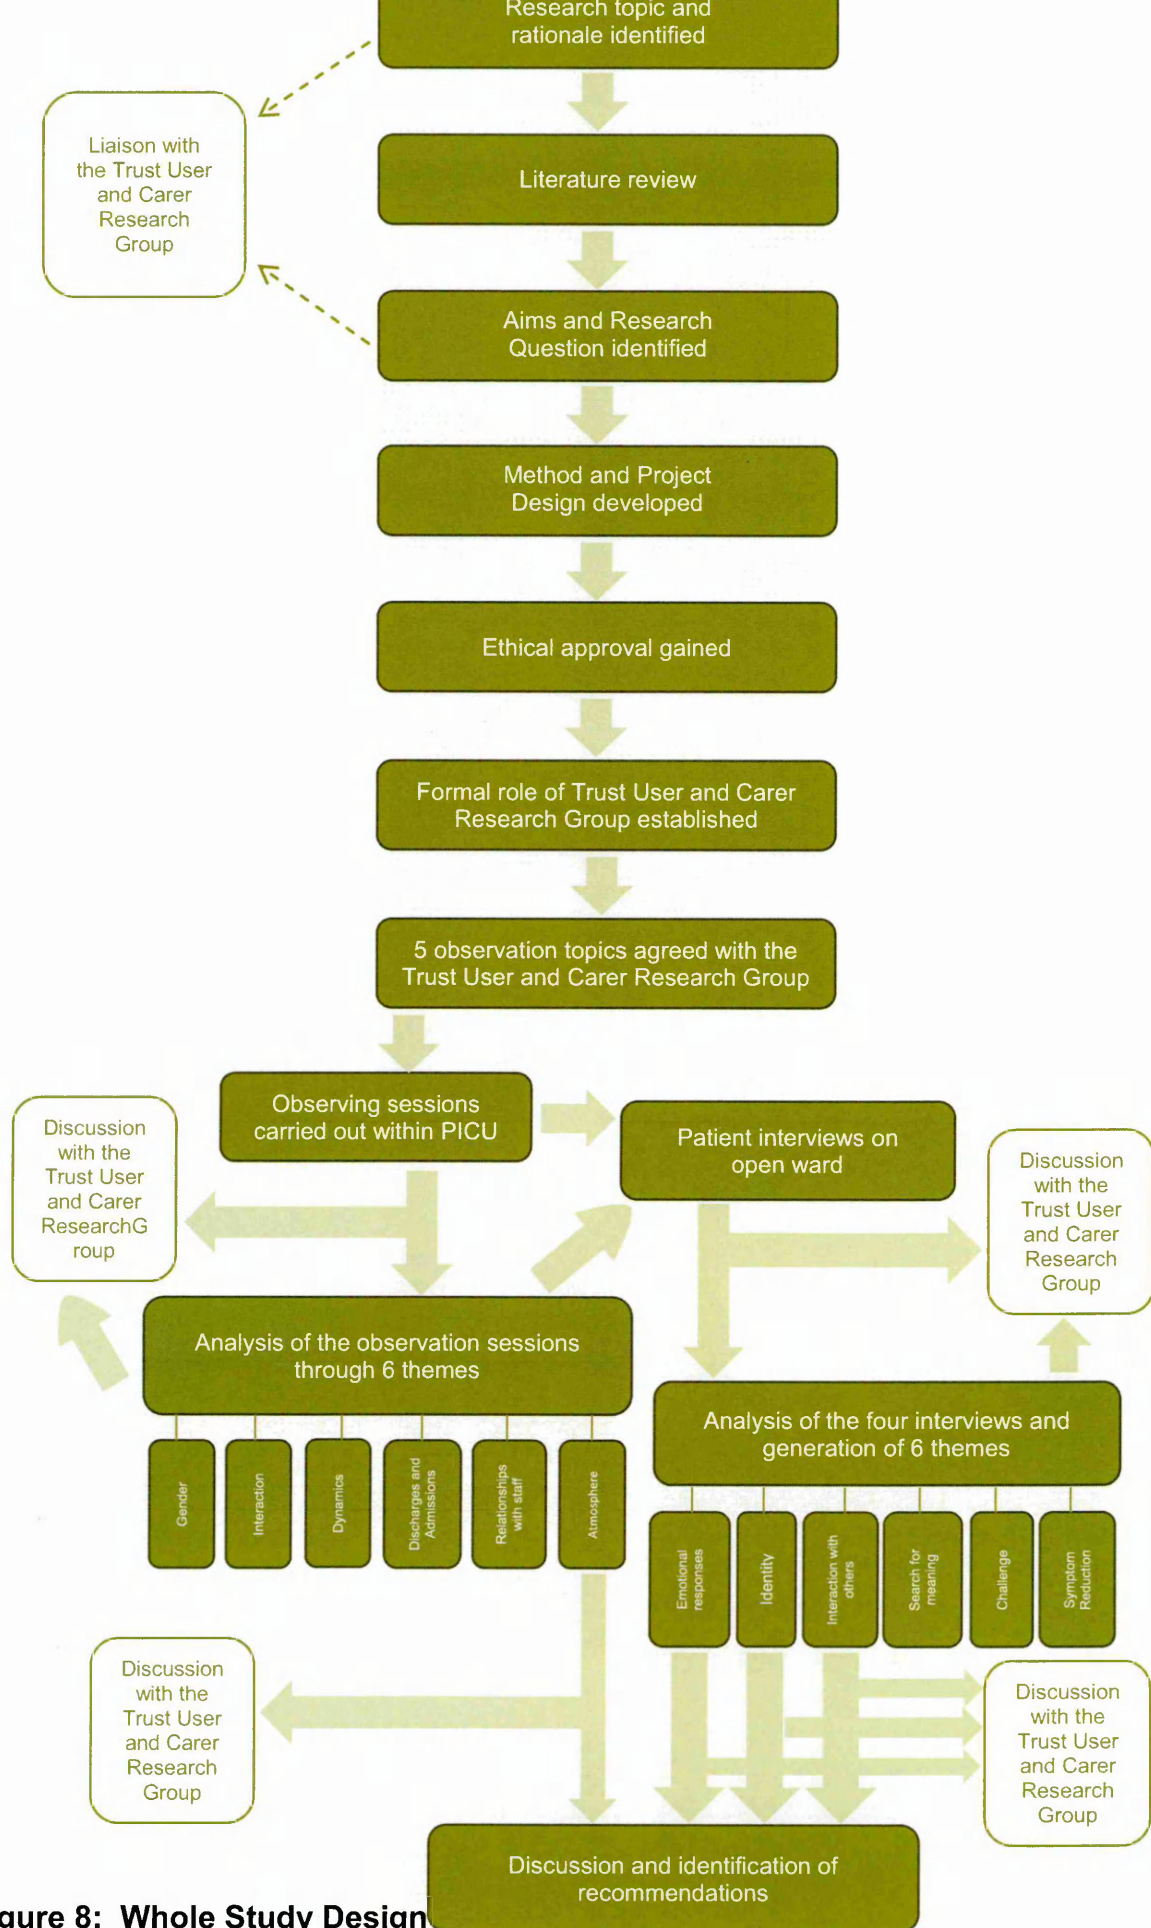 Research topic and
rationale identified
Liaison with
the Trust User
and Carer
Research
Group
Literature review
Aims and Research
Question identified
Method and Project
Design developed
Ethical approval gained
Formal role of Trust User and Carer
Research Group established
5 observation topics agreed with the
Trust User and Carer Research Group
Observing sessions
carried out within PICU
Patient interviews on
open ward
Discussion
with the
Trust User
and Carer
ResearchG
roup
Discussion
with the
Trust User
and Carer
Research
Group
Analysis of the observation sessions
through 6 themes
Analysis of the four interviews and
generation of 6 themes
Gender
Interaction
Dynamics
Discharges and
Admissions
Relationships
with staff
Atmosphere
Emotional
responses
Identity
Interaction with
others
Search for
meaning
Challenge
Symptom
Reduction
Discussion
with the
Trust User
and Carer
Research
Group
Discussion
with the
Trust User
and Carer
Research
Group
Discussion and identification of
recommendations
gure 8: Whole Study Design